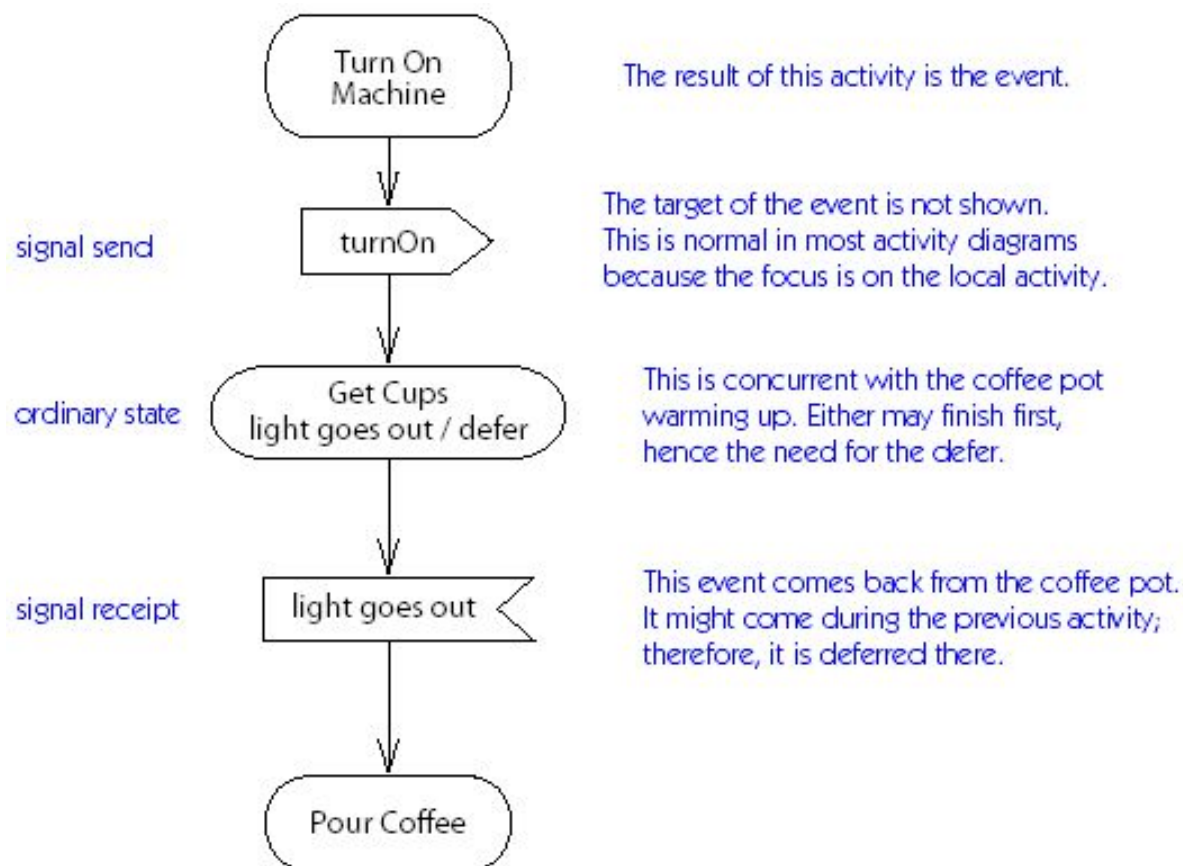 Turn On
Machine
The result of this activity is the event.
signal send
turnOn
The target of the event is not shown.
This is normal in most activity diagrams
because the focus is on the local activity.
ordinary state
Get Cups
light goes out / defer
This is concurrent with the coffee pot
warming up. Either may finish first,
hence the need for the defer.
signal receipt
light goes out
This event comes back from the coffee pot.
It might come during the previous activity;
therefore, it is deferred there.
Pour Coffee